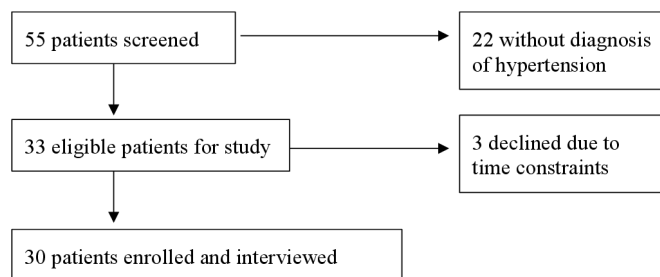 55 patients screened
22 without diagnosis
of hypertension
33 eligible patients for study
3 declined due to
time constraints
30 patients enrolled and interviewed